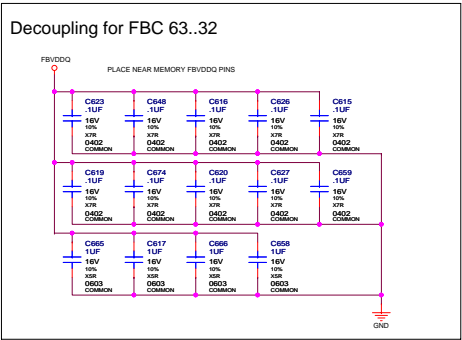 Decoupling for FBC 63..32
FBVDDQ
PLACE NEAR MEMORY FBVDDQ PINS
C623 C648 C616 C626 C615
.1UF .1UF .1UF .1UF .1UF
16V 16V 16V 16V 16V
10% 10% 10% 10% 10%
X7R X7R X7R X7R X7R
0402 0402 0402 0402 0402
COMMON COMMON COMMON COMMON COMMON
C619 C674 C620 C627 C659
.1UF .1UF .1UF .1UF .1UF
16V 16V 16V 16V 16V
10% 10% 10% 10% 10%
X7R X7R X7R X7R X7R
0402 0402 0402 0402 0402
COMMON COMMON COMMON COMMON COMMON
C665 C617 C666 C658
1UF 1UF 1UF 1UF
16V 16V 16V 16V
10% 10% 10% 10%
X5R X5R X5R X5R
0603 0603 0603 0603
COMMON COMMON COMMON COMMON
GND